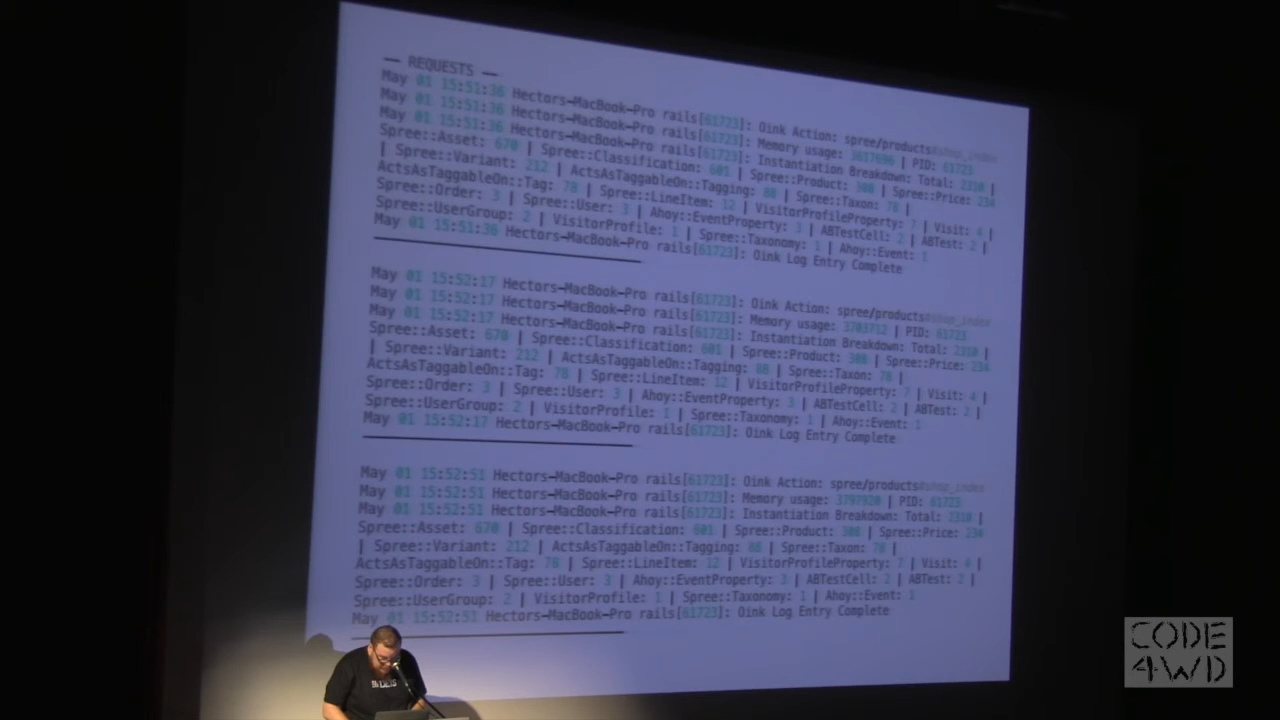 — REQUESTS —
May 01 15:51:36 Hectors-MacBook-Pro rails[61723]: Oink Action: spree/products#shop_index
May 01 15:51:36 Hectors-MacBook-Pro rails[61723]: Memory usage: 3617696 | PID: 61723
May 01 15:51:36 Hectors-MacBook-Pro rails[61723]: Instantiation Breakdown: Total: 2310 |
Spree::Asset: 670 | Spree::Classification: 601 | Spree::Product: 308 | Spree::Price: 234
| Spree::Variant: 212 | ActsAsTaggableOn::Tagging: 88 | Spree::Taxon: 78 |
ActsAsTaggableOn::Tag: 78 | Spree::LineItem: 12 | VisitorProfileProperty: 7 | Visit: 4 |
Spree::Order: 3 | Spree::User: 3 | Ahoy::EventProperty: 3 | ABTestCell: 2 | ABTest: 2 |
Spree::UserGroup: 2 | VisitorProfile: 1 | Spree::Taxonomy: 1 | Ahoy::Event: 1
May 01 15:51:36 Hectors-MacBook-Pro rails[61723]: Oink Log Entry Complete
May 01 15:52:17 Hectors-MacBook-Pro rails[61723]: Oink Action: spree/products#shop_index
May 01 15:52:17 Hectors-MacBook-Pro rails[61723]: Memory usage: 3703712 | PID: 61723
May 01 15:52:17 Hectors-MacBook-Pro rails[61723]: Instantiation Breakdown: Total: 2310 |
Spree::Asset: 670 | Spree::Classification: 601 | Spree::Product: 308 | Spree::Price: 234
| Spree::Variant: 212 | ActsAsTaggableOn::Tagging: 88 | Spree::Taxon: 78 |
ActsAsTaggableOn::Tag: 78 | Spree::LineItem: 12 | VisitorProfileProperty: 7 | Visit: 4 |
Spree::Order: 3 | Spree::User: 3 | Ahoy::EventProperty: 3 | ABTestCell: 2 | ABTest: 2 |
Spree::UserGroup: 2 | VisitorProfile: 1 | Spree::Taxonomy: 1 | Ahoy::Event: 1
May 01 15:52:17 Hectors-MacBook-Pro rails[61723]: Oink Log Entry Complete
May 01 15:52:51 Hectors-MacBook-Pro rails[61723]: Oink Action: spree/products#shop_index
May 01 15:52:51 Hectors-MacBook-Pro rails[61723]: Memory usage: 3797920 | PID: 61723
May 01 15:52:51 Hectors-MacBook-Pro rails[61723]: Instantiation Breakdown: Total: 2310 |
Spree::Asset: 670 | Spree::Classification: 601 | Spree::Product: 308 | Spree::Price: 234
| Spree::Variant: 212 | ActsAsTaggableOn::Tagging: 88 | Spree::Taxon: 78 |
ActsAsTaggableOn::Tag: 78 | Spree::LineItem: 12 | VisitorProfileProperty: 7 | Visit: 4 |
Spree::Order: 3 | Spree::User: 3 | Ahoy::EventProperty: 3 | ABTestCell: 2 | ABTest: 2 |
Spree::UserGroup: 2 | VisitorProfile: 1 | Spree::Taxonomy: 1 | Ahoy::Event: 1
May 01 15:52:51 Hectors-MacBook-Pro rails[61723]: Oink Log Entry Complete
CODE
4WD